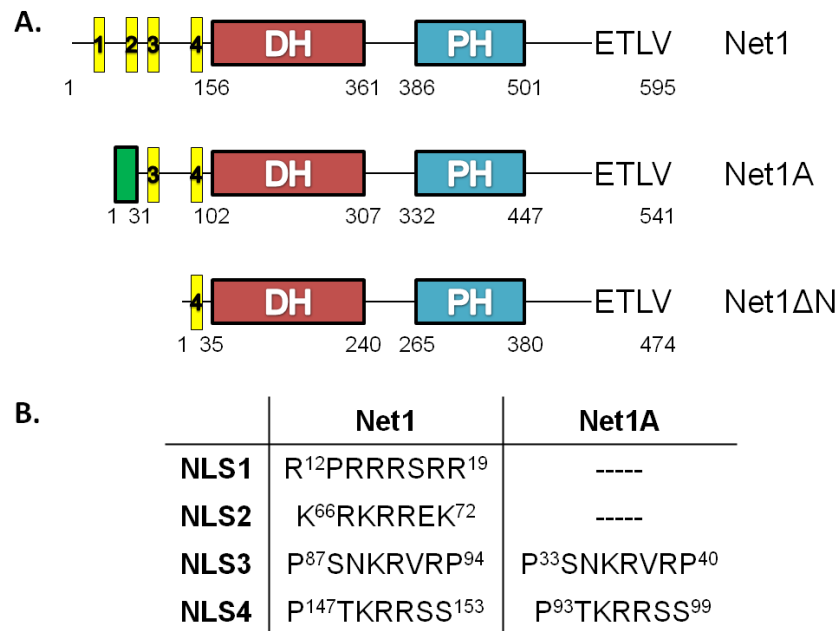 A.
1 2 3 4 DH PH ETLV Net1
1 156 361 386 501 595
3 4 DH PH ETLV Net1A
1 31 102 307 332 447 541
4 DH PH ETLV Net1ΔN
1 35 240 265 380 474
B.
Net1 Net1A
NLS1 R¹²PRRRSRR¹⁹ -----
NLS2 K⁶⁶RKRREK⁷² -----
NLS3 P⁸⁷SNKRVRP⁹⁴ P³³SNKRVRP⁴⁰
NLS4 P¹⁴⁷TKRRSS¹⁵³ P⁹³TKRRSS⁹⁹